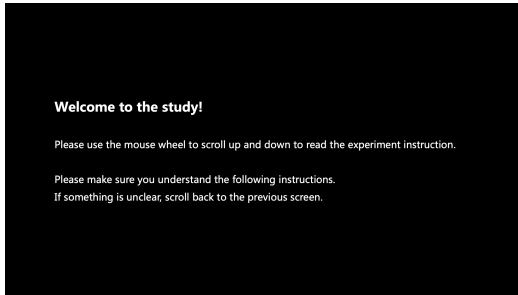 Welcome to the study!
Please use the mouse wheel to scroll up and down to read the experiment instruction.
Please make sure you understand the following instructions.
If something is unclear, scroll back to the previous screen.